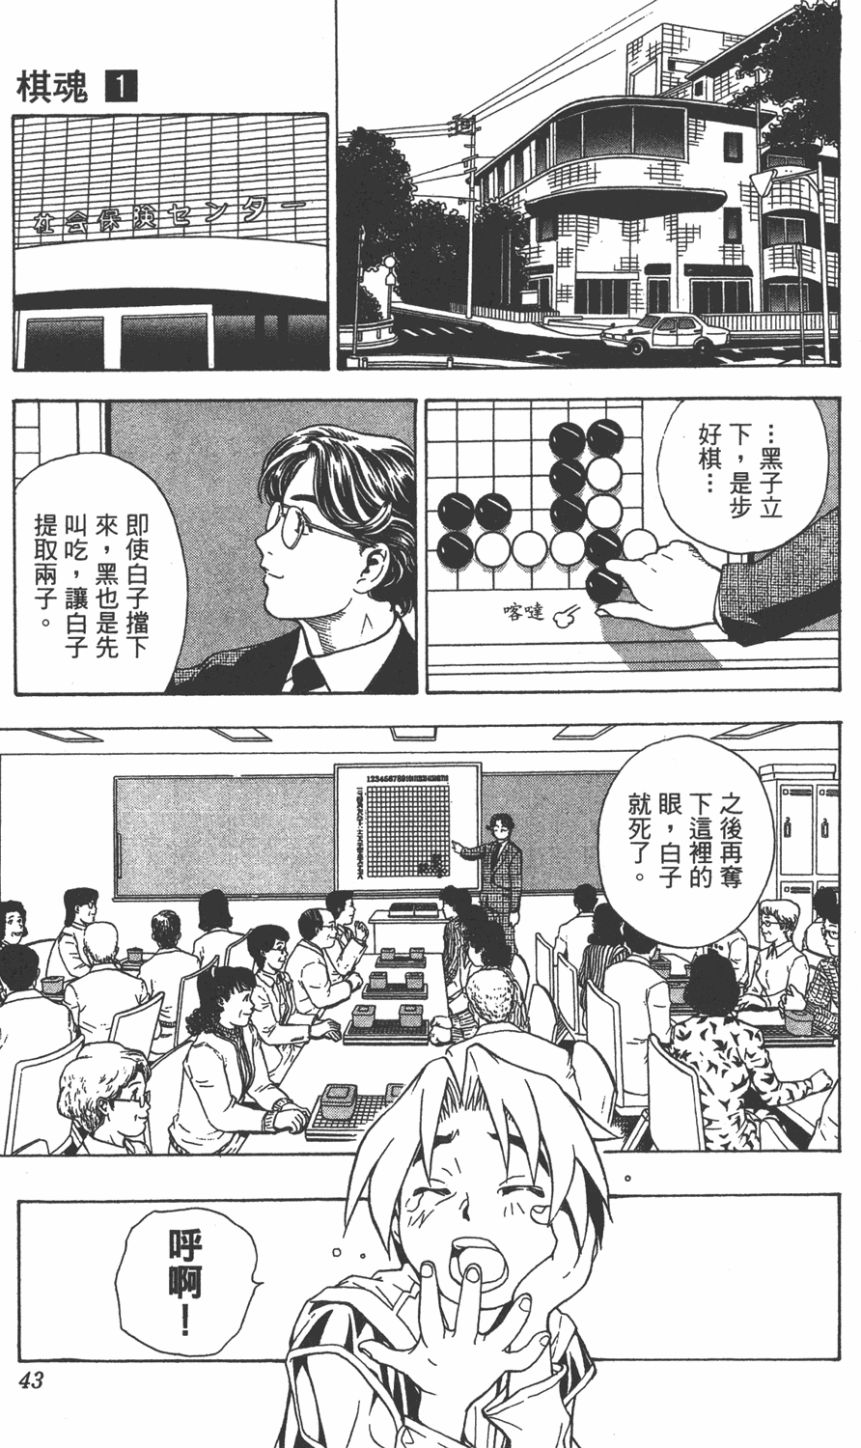 棋魂 1
社会保険センター
…黑子立
下，是步
好棋…
喀噠
即使白子擋下
來，黑也是先
叫吃，讓白子
提取兩子。
之後再奪
下這裡的
眼，白子
就死了。
呼啊！
43